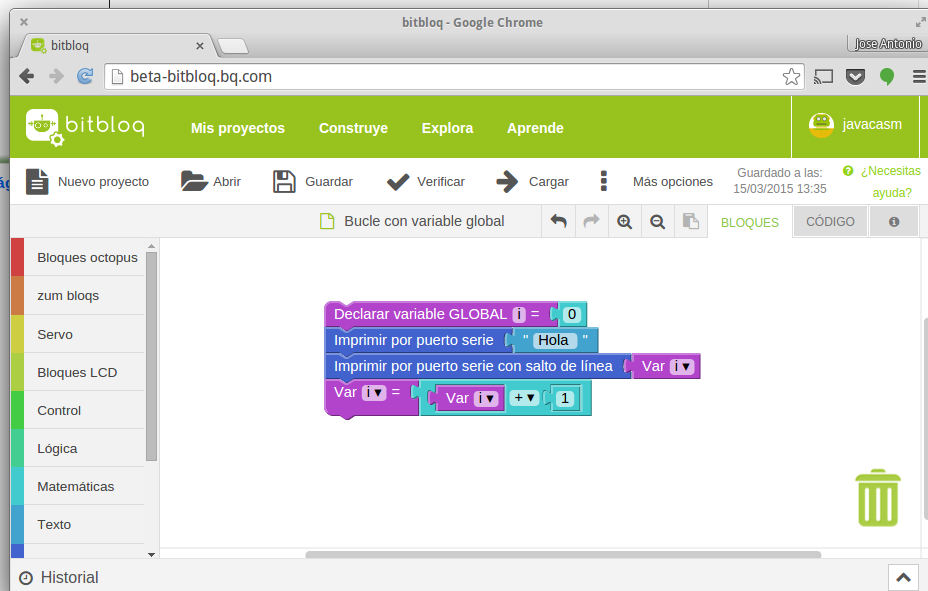 bitbloq - Google Chrome
bitbloq
Jose Antonio
beta-bitbloq.bq.com
bitbloq
Mis proyectos
Construye
Explora
Aprende
javacasm
Nuevo proyecto
Abrir
Guardar
Verificar
Cargar
Más opciones
Guardado a las:
15/03/2015 13:35
¿Necesitas
ayuda?
Bucle con variable global
BLOQUES
CÓDIGO
Bloques octopus
zum bloqs
Servo
Bloques LCD
Control
Lógica
Matemáticas
Texto
Declarar variable GLOBAL i = 0
Imprimir por puerto serie " Hola "
Imprimir por puerto serie con salto de línea Var i
Var i = Var i + 1
Historial